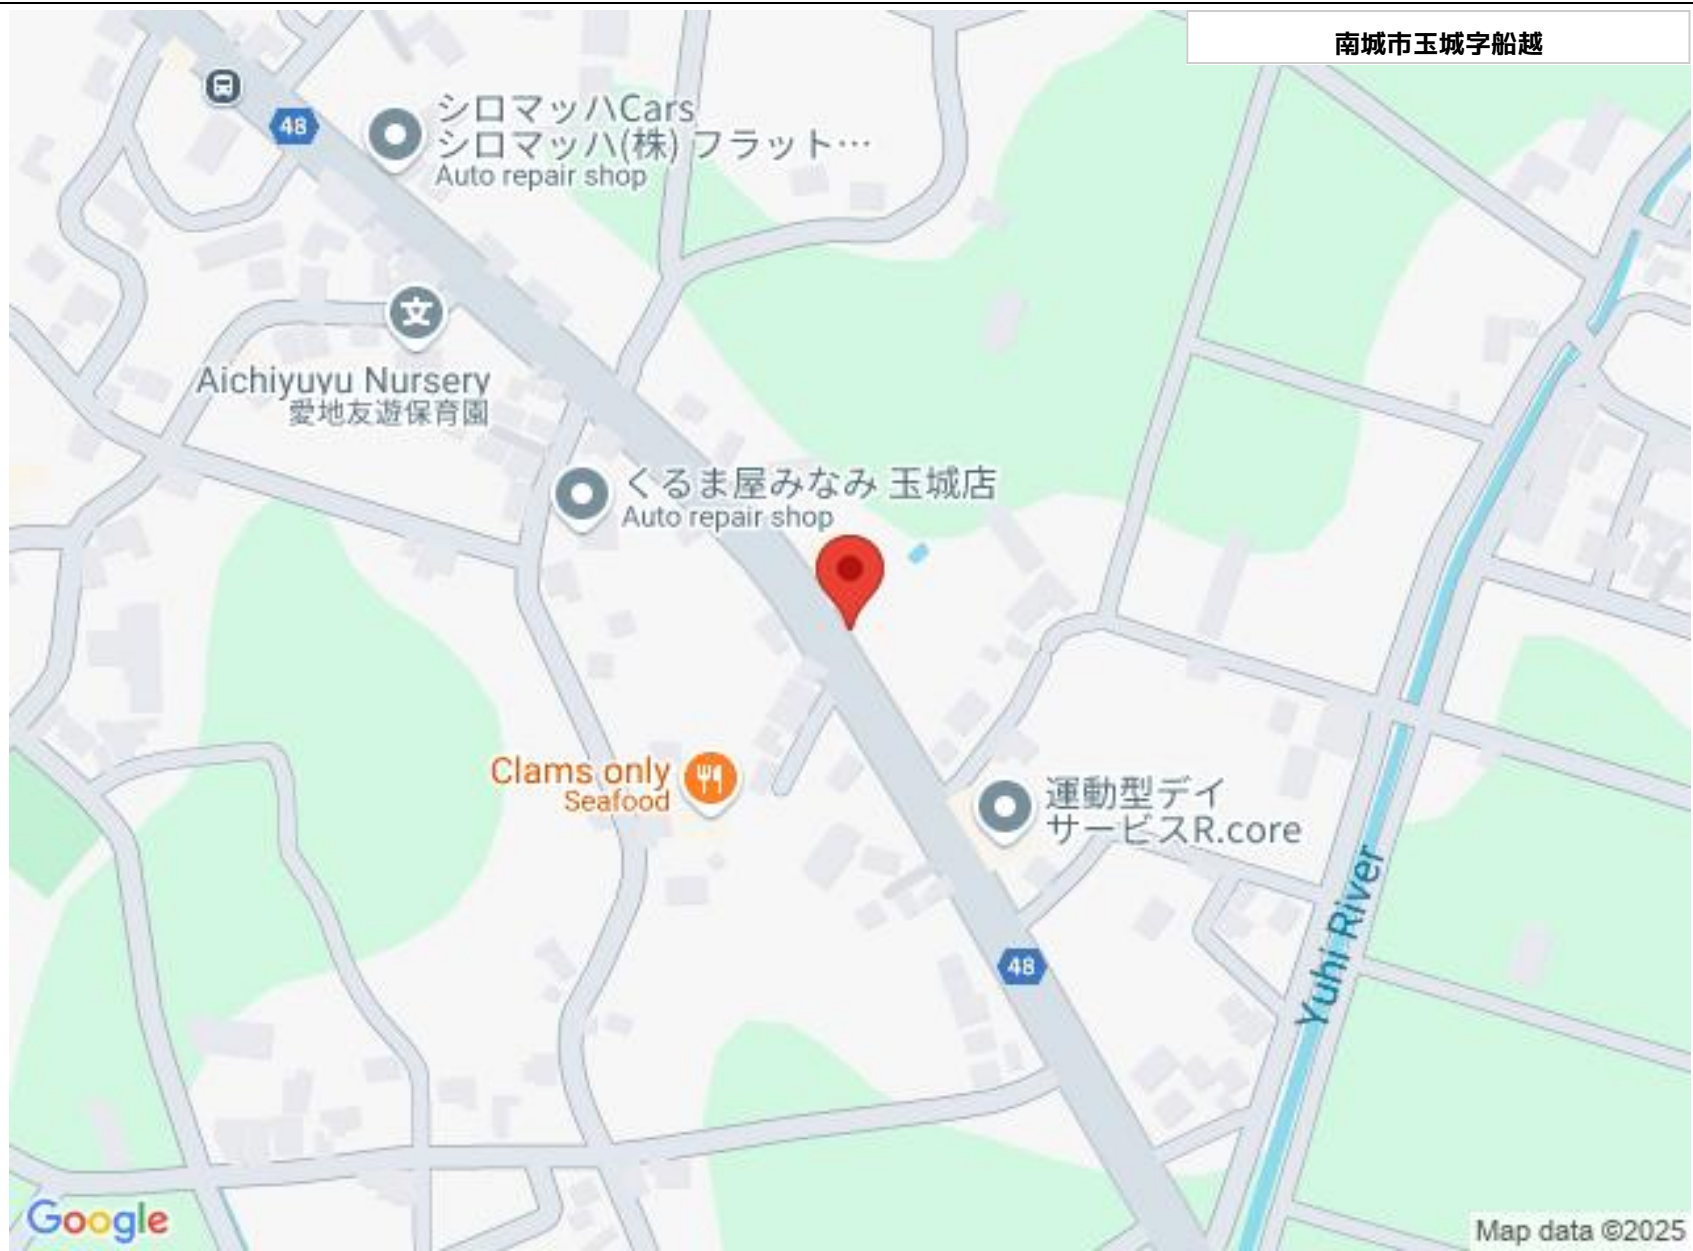 南城市玉城字船越
48
シロマッハCars
シロマッハ(株) フラット…
Auto repair shop
文
Aichiyuyu Nursery
愛地友遊保育園
くるま屋みなみ 玉城店
Auto repair shop
Clams only
Seafood
運動型デイ
サービスR.core
48
Yuhi River
Google
Map data ©2025